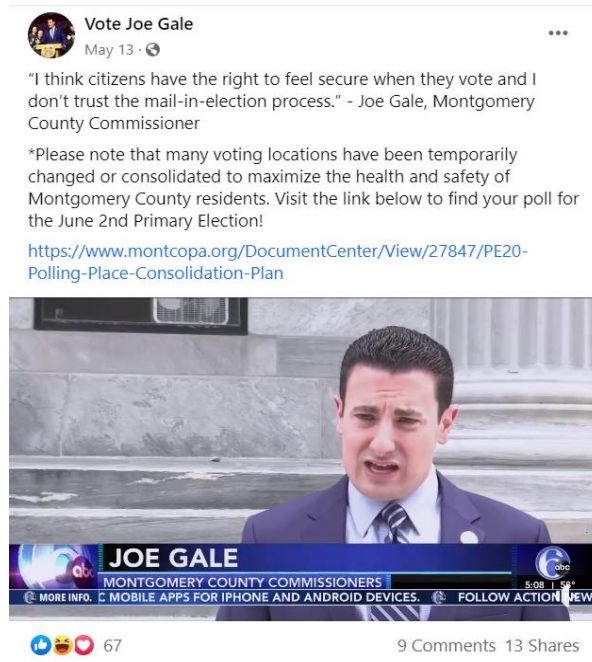 Vote Joe Gale
May 13 ·
"I think citizens have the right to feel secure when they vote and I
don't trust the mail-in-election process." - Joe Gale, Montgomery
County Commissioner
*Please note that many voting locations have been temporarily
changed or consolidated to maximize the health and safety of
Montgomery County residents. Visit the link below to find your poll for
the June 2nd Primary Election!
https://www.montcopa.org/DocumentCenter/View/27847/PE20-
Polling-Place-Consolidation-Plan
abc
JOE GALE
MONTGOMERY COUNTY COMMISSIONERS
6 abc
5:08 58°
MORE INFO. C MOBILE APPS FOR IPHONE AND ANDROID DEVICES. FOLLOW ACTION NEW
67
9 Comments 13 Shares